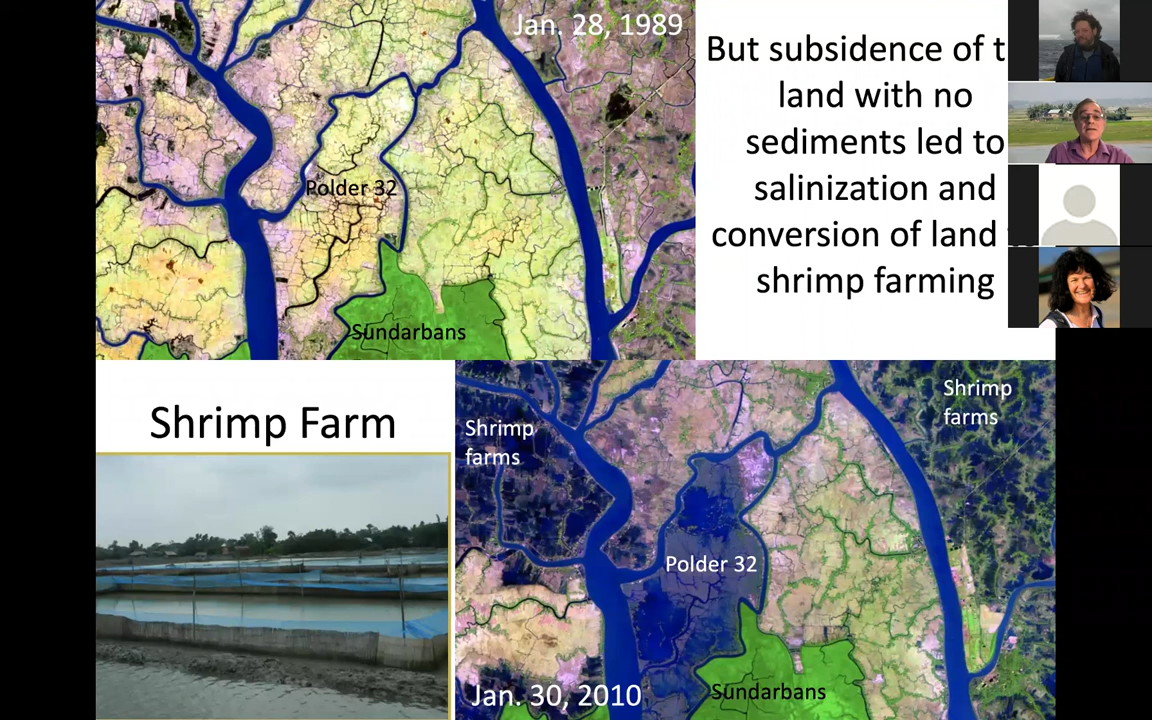 Jan. 28, 1989
Polder 32
Sundarbans
But subsidence of t
land with no
sediments led to
salinization and
conversion of land
shrimp farming
Shrimp Farm
Shrimp
farms
Shrimp
farms
Polder 32
Sundarbans
Jan. 30, 2010